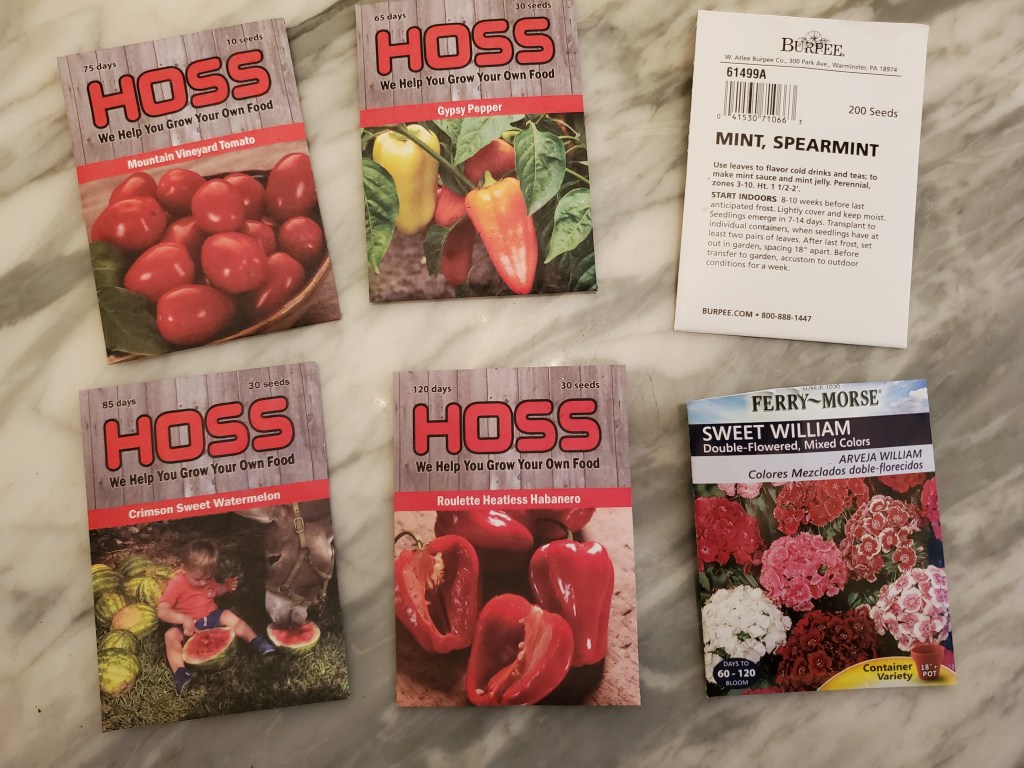 75 days
10 seeds
HOSS
We Help You Grow Your Own Food
Mountain Vineyard Tomato
65 days
30 seeds
HOSS
We Help You Grow Your Own Food
Gypsy Pepper
BURPEE
W. Atlee Burpee Co., 300 Park Ave., Warminster, PA 18974
61499A
0 41530 71066 3
200 Seeds
MINT, SPEARMINT
Use leaves to flavor cold drinks and teas; to
make mint sauce and mint jelly. Perennial,
zones 3-10. Ht. 1 1/2-2'.
START INDOORS 8-10 weeks before last
anticipated frost. Lightly cover and keep moist.
Seedlings emerge in 7-14 days. Transplant to
individual containers, when seedlings have at
least two pairs of leaves. After last frost, set
out in garden, spacing 18" apart. Before
transfer to garden, accustom to outdoor
conditions for a week.
BURPEE.COM • 800-888-1447
85 days
30 seeds
HOSS
We Help You Grow Your Own Food
Crimson Sweet Watermelon
120 days
30 seeds
HOSS
We Help You Grow Your Own Food
Roulette Heatless Habanero
SINCE 1856
FERRY~MORSE
SWEET WILLIAM
Double-Flowered, Mixed Colors
ARVEJA WILLIAM
Colores Mezclados doble-florecidos
DAYS TO
60 - 120
BLOOM
Container
Variety
18"+
POT